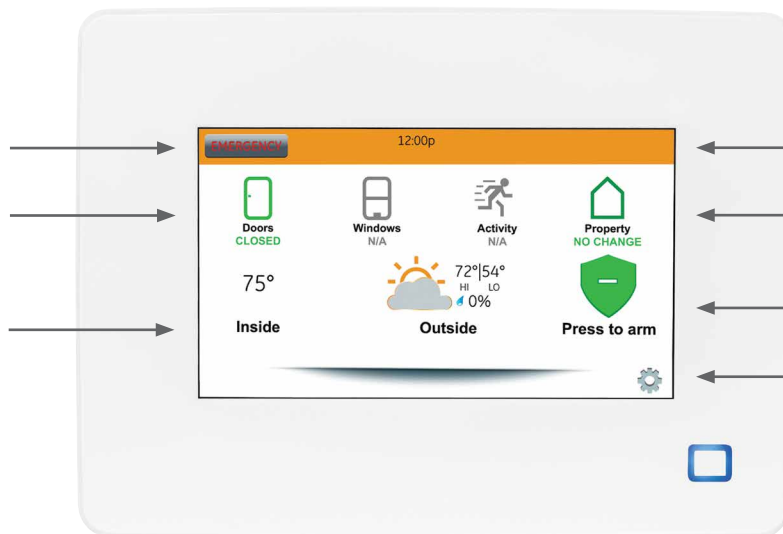 EMERGENCY
12:00p
Doors
CLOSED
Windows
N/A
Activity
N/A
Property
NO CHANGE
75°
72°|54°
HI LO
0%
Inside
Outside
Press to arm